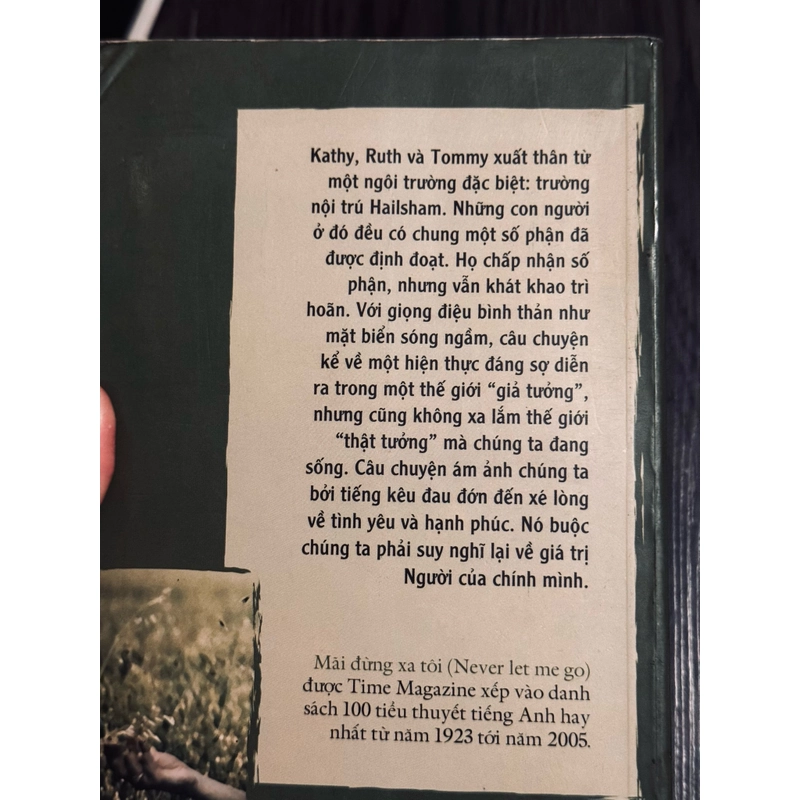 Kathy, Ruth và Tommy xuất thân từ
một ngôi trường đặc biệt: trường
nội trú Hailsham. Những con người
ở đó đều có chung một số phận đã
được định đoạt. Họ chấp nhận số
phận, nhưng vẫn khát khao trì
hoãn. Với giọng điệu bình thản như
mặt biển sóng ngầm, câu chuyện
kể về một hiện thực đáng sợ diễn
ra trong một thế giới “giả tưởng”,
nhưng cũng không xa lắm thế giới
“thật tưởng” mà chúng ta đang
sống. Câu chuyện ám ảnh chúng ta
bởi tiếng kêu đau đớn đến xé lòng
về tình yêu và hạnh phúc. Nó buộc
chúng ta phải suy nghĩ lại về giá trị
Người của chính mình.
Mãi đừng xa tôi (Never let me go)
được Time Magazine xếp vào danh
sách 100 tiểu thuyết tiếng Anh hay
nhất từ năm 1923 tới năm 2005.